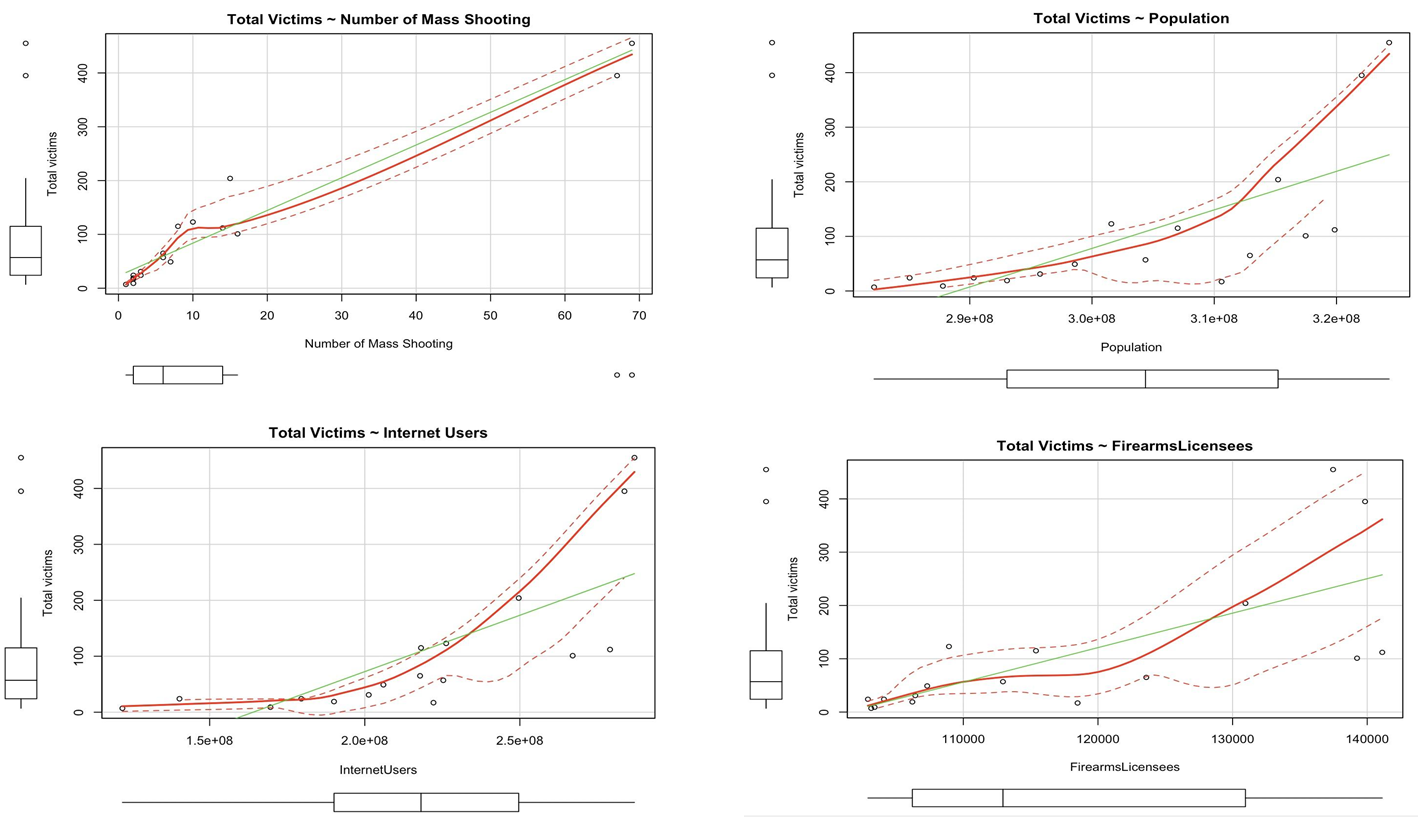 Total Victims ~ Number of Mass Shooting
Total victims
0
100
200
300
400
0 10 20 30 40 50 60 70
Number of Mass Shooting
Total Victims ~ Population
Total victims
0
100
200
300
400
2.9e+08 3.0e+08 3.1e+08 3.2e+08
Population
Total Victims ~ Internet Users
Total victims
0
100
200
300
400
1.5e+08 2.0e+08 2.5e+08
InternetUsers
Total Victims ~ FirearmsLicensees
Total victims
0
100
200
300
400
110000 120000 130000 140000
FirearmsLicensees